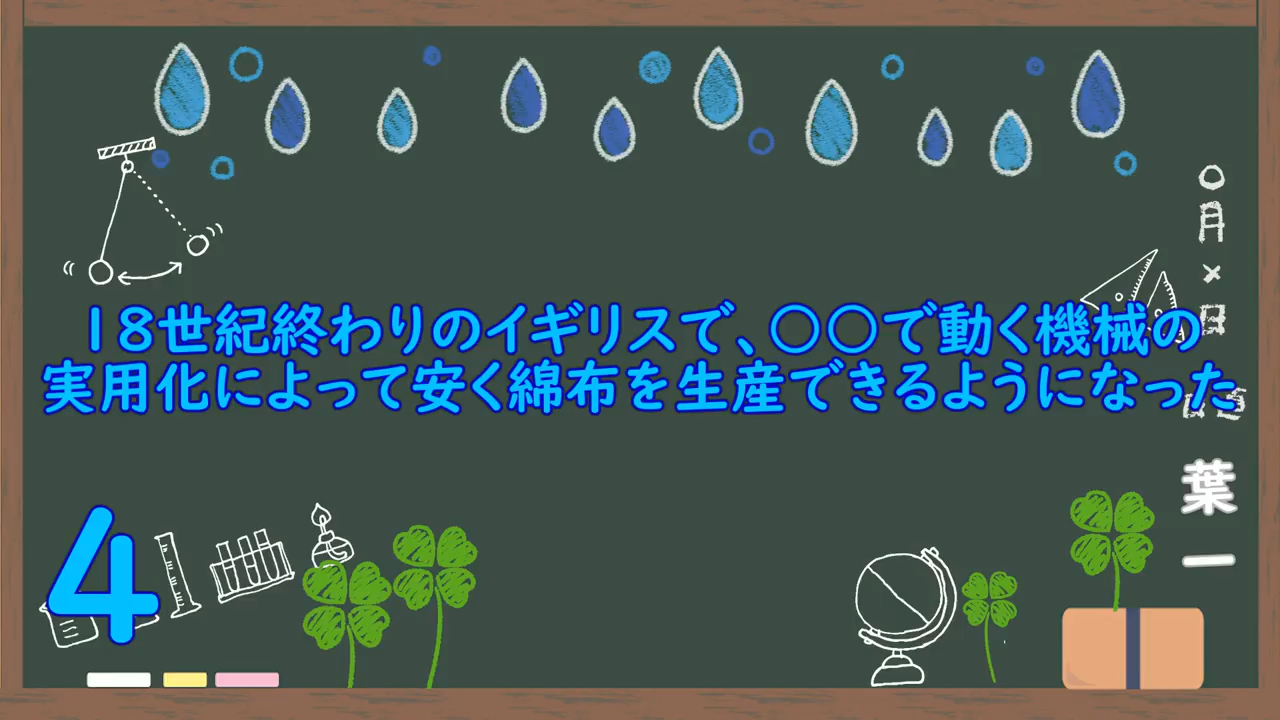 18世紀終わりのイギリスで、〇〇で動く機械の
実用化によって安く綿布を生産できるようになった
4
〇月×日
葉一